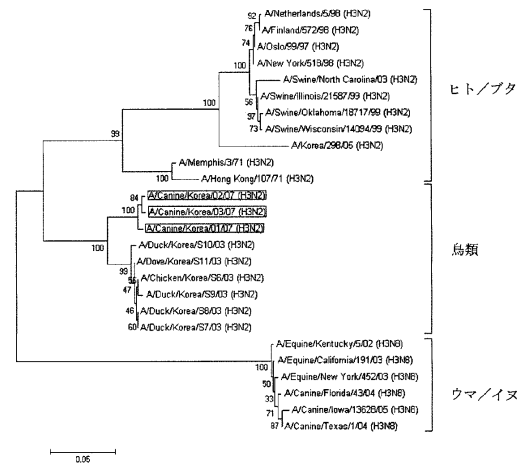 A/Netherlands/5/98 (H3N2)
92
A/Finland/572/98 (H3N2)
76
A/Oslo/99/97 (H3N2)
74
A/New York/518/98 (H3N2)
100
A/Swine/North Carolina/03 (H3N2)
ヒト/ブタ
A/Swine/Illinois/21587/99 (H3N2)
56
100
A/Swine/Oklahoma/18717/99 (H3N2)
97
A/Swine/Wisconsin/14094/99 (H3N2)
73
99
A/Korea/298/05 (H3N2)
A/Memphis/3/71 (H3N2)
100
A/Hong Kong/107/71 (H3N2)
84
A/Canine/Korea/02/07 (H3N2)
A/Canine/Korea/03/07 (H3N2)
100
A/Canine/Korea/01/07 (H3N2)
100
A/Duck/Korea/S10/03 (H3N2)
鳥類
A/Dove/Korea/S11/03 (H3N2)
99
A/Chicken/Korea/S6/03 (H3N2)
47
A/Duck/Korea/S9/03 (H3N2)
A/Duck/Korea/S8/03 (H3N2)
46
A/Duck/Korea/S7/03 (H3N2)
60
A/Equine/Kentucky/5/02 (H3N8)
A/Equine/California/191/03 (H3N8)
100
A/Equine/New York/452/03 (H3N8)
50
A/Canine/Florida/43/04 (H3N8)
33
ウマ/イヌ
A/Canine/Iowa/13628/05 (H3N8)
71
A/Canine/Texas/1/04 (H3N8)
87
0.05